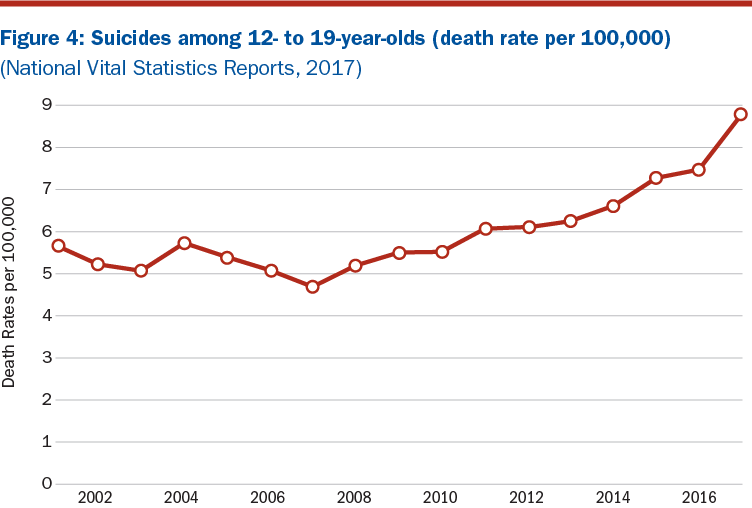 Figure 4: Suicides among 12- to 19-year-olds (death rate per 100,000)
(National Vital Statistics Reports, 2017)
Death Rates per 100,000
9
8
7
6
5
4
3
2
1
0
2002 2004 2006 2008 2010 2012 2014 2016